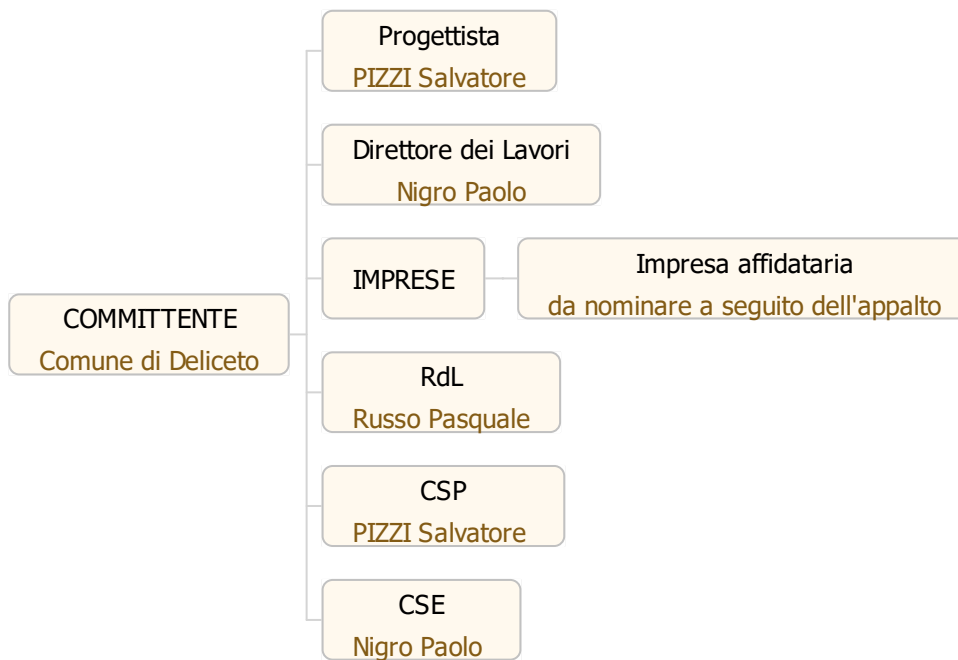 Progettista
PIZZI Salvatore
Direttore dei Lavori
Nigro Paolo
IMPRESE
Impresa affidataria
da nominare a seguito dell'appalto
COMMITTENTE
Comune di Deliceto
RdL
Russo Pasquale
CSP
PIZZI Salvatore
CSE
Nigro Paolo